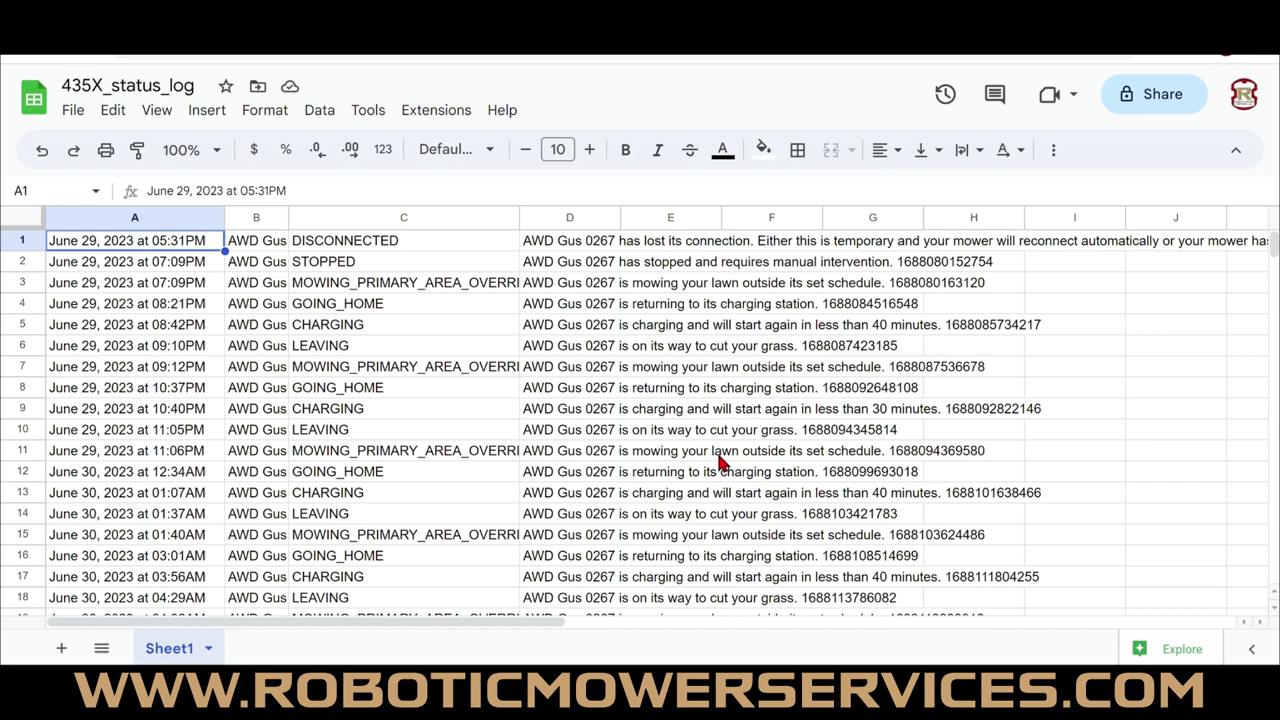 435X_status_log
File Edit View Insert Format Data Tools Extensions Help
Share
100% $ % .0 .00 123 Defaul... − 10 + B I A
A1 fx June 29, 2023 at 05:31PM
A B C D E F G H I J
1 June 29, 2023 at 05:31PM AWD Gus DISCONNECTED AWD Gus 0267 has lost its connection. Either this is temporary and your mower will reconnect automatically or your mower has
2 June 29, 2023 at 07:09PM AWD Gus STOPPED AWD Gus 0267 has stopped and requires manual intervention. 1688080152754
3 June 29, 2023 at 07:09PM AWD Gus MOWING_PRIMARY_AREA_OVERRI AWD Gus 0267 is mowing your lawn outside its set schedule. 1688080163120
4 June 29, 2023 at 08:21PM AWD Gus GOING_HOME AWD Gus 0267 is returning to its charging station. 1688084516548
5 June 29, 2023 at 08:42PM AWD Gus CHARGING AWD Gus 0267 is charging and will start again in less than 40 minutes. 1688085734217
6 June 29, 2023 at 09:10PM AWD Gus LEAVING AWD Gus 0267 is on its way to cut your grass. 1688087423185
7 June 29, 2023 at 09:12PM AWD Gus MOWING_PRIMARY_AREA_OVERRI AWD Gus 0267 is mowing your lawn outside its set schedule. 1688087536678
8 June 29, 2023 at 10:37PM AWD Gus GOING_HOME AWD Gus 0267 is returning to its charging station. 1688092648108
9 June 29, 2023 at 10:40PM AWD Gus CHARGING AWD Gus 0267 is charging and will start again in less than 30 minutes. 1688092822146
10 June 29, 2023 at 11:05PM AWD Gus LEAVING AWD Gus 0267 is on its way to cut your grass. 1688094345814
11 June 29, 2023 at 11:06PM AWD Gus MOWING_PRIMARY_AREA_OVERRI AWD Gus 0267 is mowing your lawn outside its set schedule. 1688094369580
12 June 30, 2023 at 12:34AM AWD Gus GOING_HOME AWD Gus 0267 is returning to its charging station. 1688099693018
13 June 30, 2023 at 01:07AM AWD Gus CHARGING AWD Gus 0267 is charging and will start again in less than 40 minutes. 1688101638466
14 June 30, 2023 at 01:37AM AWD Gus LEAVING AWD Gus 0267 is on its way to cut your grass. 1688103421783
15 June 30, 2023 at 01:40AM AWD Gus MOWING_PRIMARY_AREA_OVERRI AWD Gus 0267 is mowing your lawn outside its set schedule. 1688103624486
16 June 30, 2023 at 03:01AM AWD Gus GOING_HOME AWD Gus 0267 is returning to its charging station. 1688108514699
17 June 30, 2023 at 03:56AM AWD Gus CHARGING AWD Gus 0267 is charging and will start again in less than 40 minutes. 1688111804255
18 June 30, 2023 at 04:29AM AWD Gus LEAVING AWD Gus 0267 is on its way to cut your grass. 1688113786082
Sheet1 Explore
WWW.ROBOTICMOWERSERVICES.COM